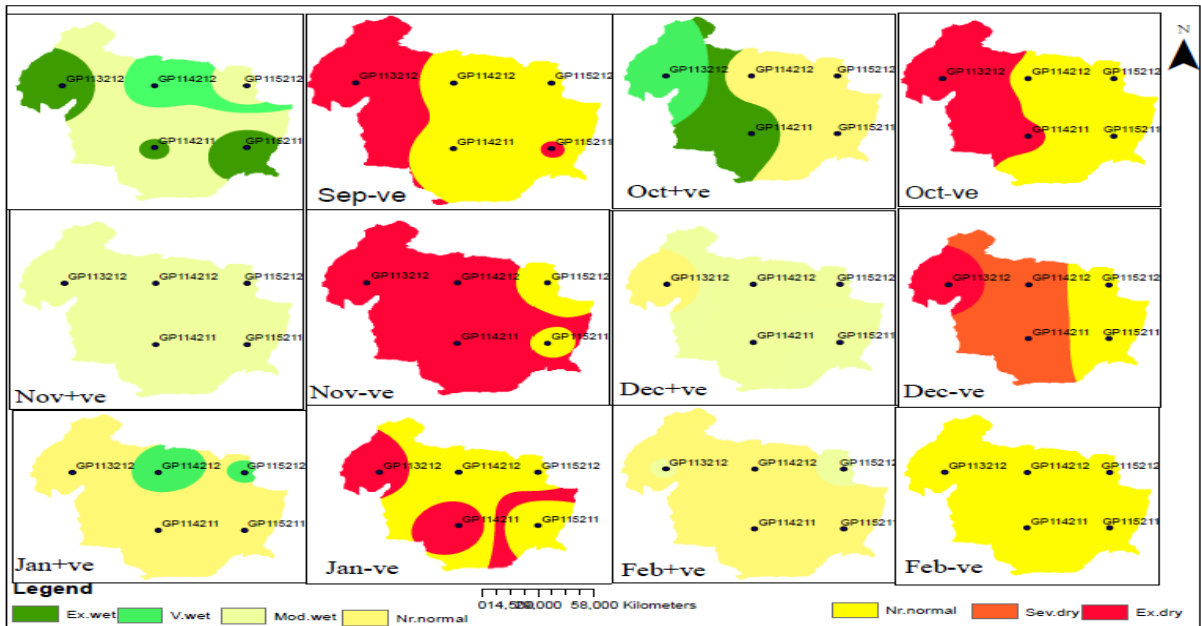 N
GP113212 GP114212 GP115212
GP114211 GP115211
GP113212 GP114212 GP115212
GP114211 GP115211
Sep-ve
GP113212 GP114212 GP115212
GP114211 GP115211
Oct+ve
GP113212 GP114212 GP115212
GP114211 GP115211
Oct-ve
GP113212 GP114212 GP115212
GP114211 GP115211
Nov+ve
GP113212 GP114212 GP115212
GP114211 GP115211
Nov-ve
GP113212 GP114212 GP115212
GP114211 GP115211
Dec+ve
GP113212 GP114212 GP115212
GP114211 GP115211
Dec-ve
GP113212 GP114212 GP115212
GP114211 GP115211
Jan+ve
GP113212 GP114212 GP115212
GP114211 GP115211
Jan-ve
GP113212 GP114212 GP115212
GP114211 GP115211
Feb+ve
GP113212 GP114212 GP115212
GP114211 GP115211
Feb-ve
Legend
Ex.wet V.wet Mod.wet Nr.normal
58,000 Kilometers
Nr.normal Sev.dry Ex.dry